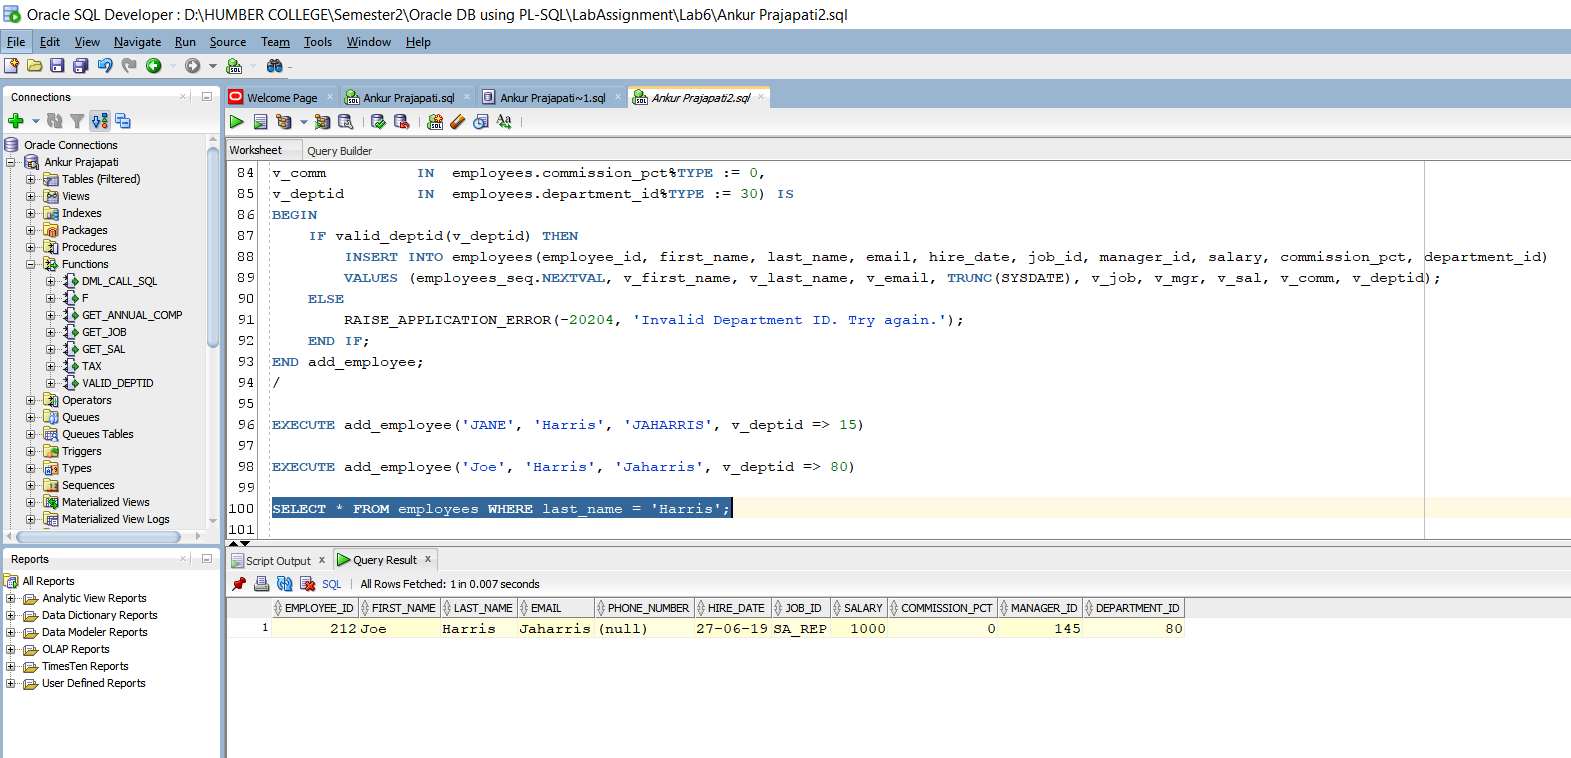 Oracle SQL Developer : D:\HUMBER COLLEGE\Semester2\Oracle DB using PL-SQL\LabAssignment\Lab6\Ankur Prajapati2.sql
File Edit View Navigate Run Source Team Tools Window Help
Connections
Oracle Connections
Ankur Prajapati
Tables (Filtered)
Views
Indexes
Packages
Procedures
Functions
DML_CALL_SQL
F
GET_ANNUAL_COMP
GET_JOB
GET_SAL
TAX
VALID_DEPTID
Operators
Queues
Queues Tables
Triggers
Types
Sequences
Materialized Views
Materialized View Logs
Reports
All Reports
Analytic View Reports
Data Dictionary Reports
Data Modeler Reports
OLAP Reports
TimesTen Reports
User Defined Reports
Welcome Page Ankur Prajapati.sql Ankur Prajapati~1.sql Ankur Prajapati2.sql
Worksheet Query Builder
84 v_comm IN employees.commission_pct%TYPE := 0,
85 v_deptid IN employees.department_id%TYPE := 30) IS
86 BEGIN
87 IF valid_deptid(v_deptid) THEN
88 INSERT INTO employees(employee_id, first_name, last_name, email, hire_date, job_id, manager_id, salary, commission_pct, department_id)
89 VALUES (employees_seq.NEXTVAL, v_first_name, v_last_name, v_email, TRUNC(SYSDATE), v_job, v_mgr, v_sal, v_comm, v_deptid);
90 ELSE
91 RAISE_APPLICATION_ERROR(-20204, 'Invalid Department ID. Try again.');
92 END IF;
93 END add_employee;
94 /
95
96 EXECUTE add_employee('JANE', 'Harris', 'JAHARRIS', v_deptid => 15)
97
98 EXECUTE add_employee('Joe', 'Harris', 'Jaharris', v_deptid => 80)
99
100 SELECT * FROM employees WHERE last_name = 'Harris';
101
Script Output x Query Result x
SQL | All Rows Fetched: 1 in 0.007 seconds
EMPLOYEE_ID FIRST_NAME LAST_NAME EMAIL PHONE_NUMBER HIRE_DATE JOB_ID SALARY COMMISSION_PCT MANAGER_ID DEPARTMENT_ID
1 212 Joe Harris Jaharris (null) 27-06-19 SA_REP 1000 0 145 80